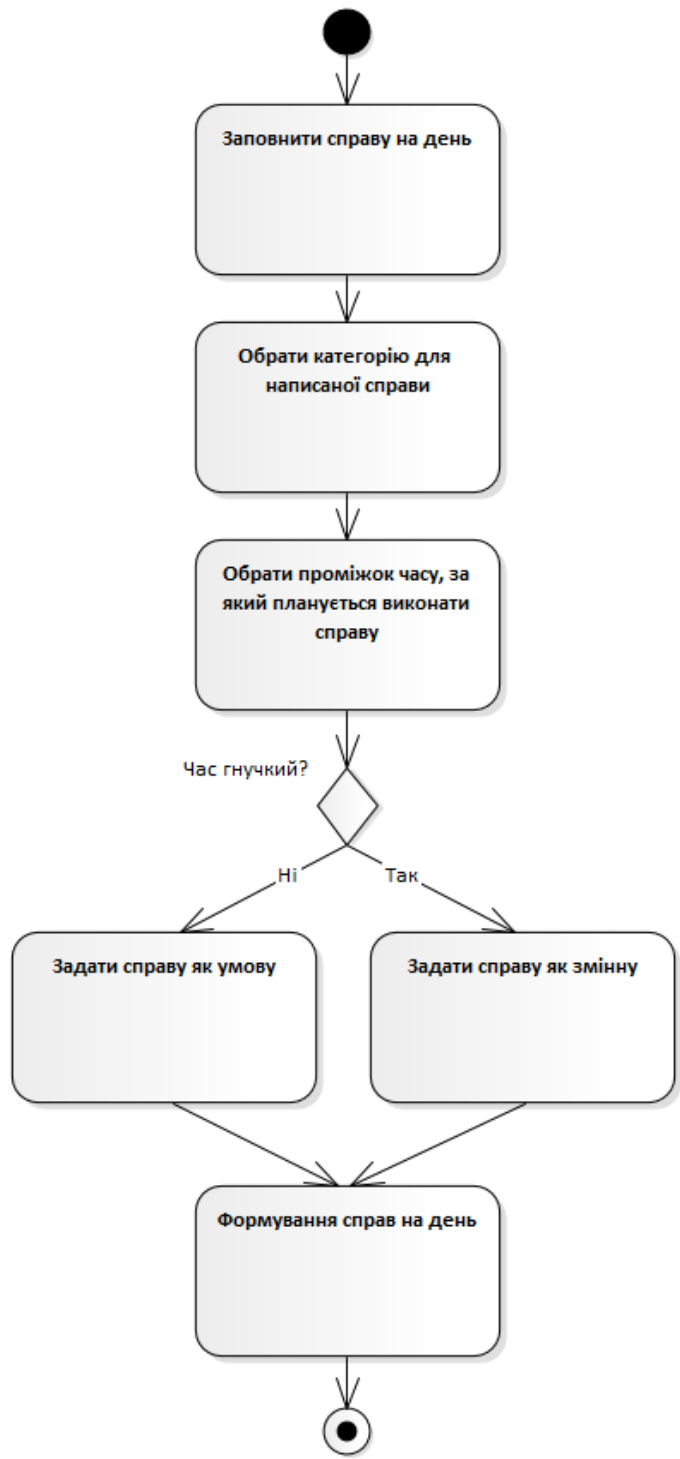 Заповнити справу на день
Обрати категорію для
написаної справи
Обрати проміжок часу, за
який планується виконати
справу
Час гнучкий?
Ні
Так
Задати справу як умову
Задати справу як змінну
Формування справ на день